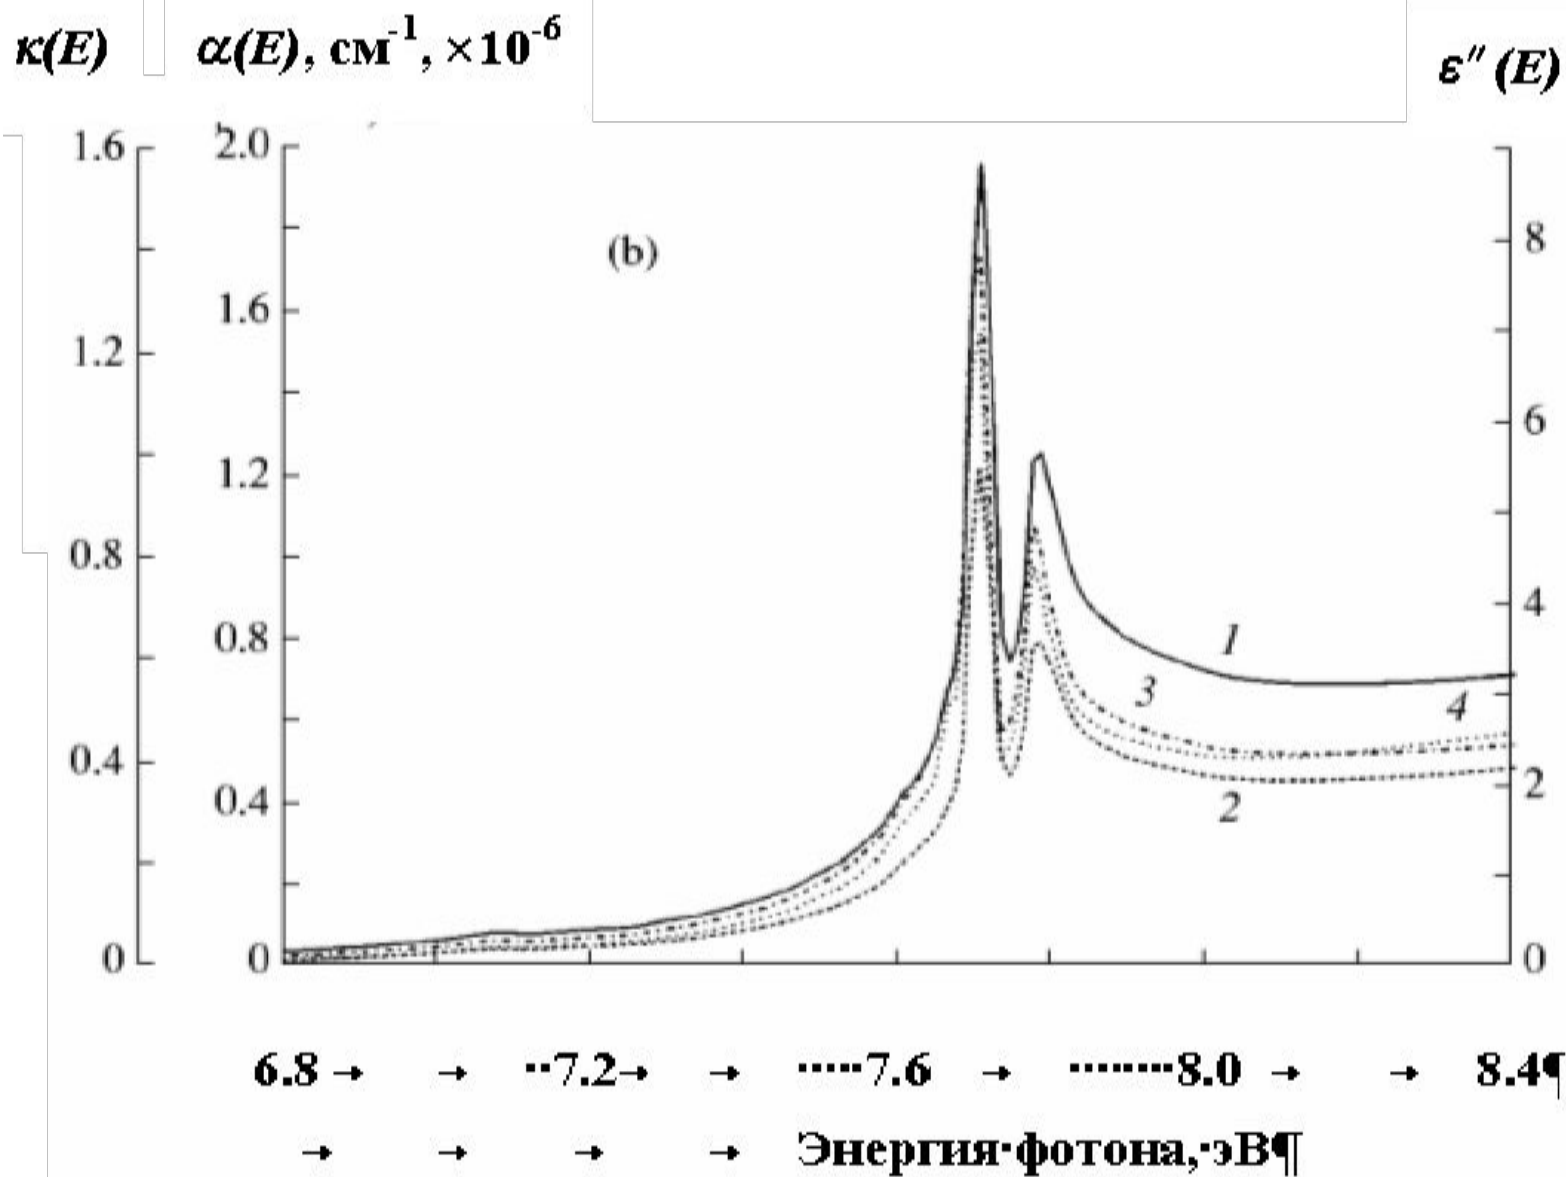 κ(E) α(E), см-1, ×10-6 ε″ (E)
1.6 2.0
8
(b)
1.6
1.2
6
1.2
0.8
4
0.8 1
3 4
0.4
2
0.4 2
0 0 0
6.8→ → ··7.2→ → ·····7.6 → ········8.0 → → 8.4¶
→ → → → Энергия·фотона,·эВ¶